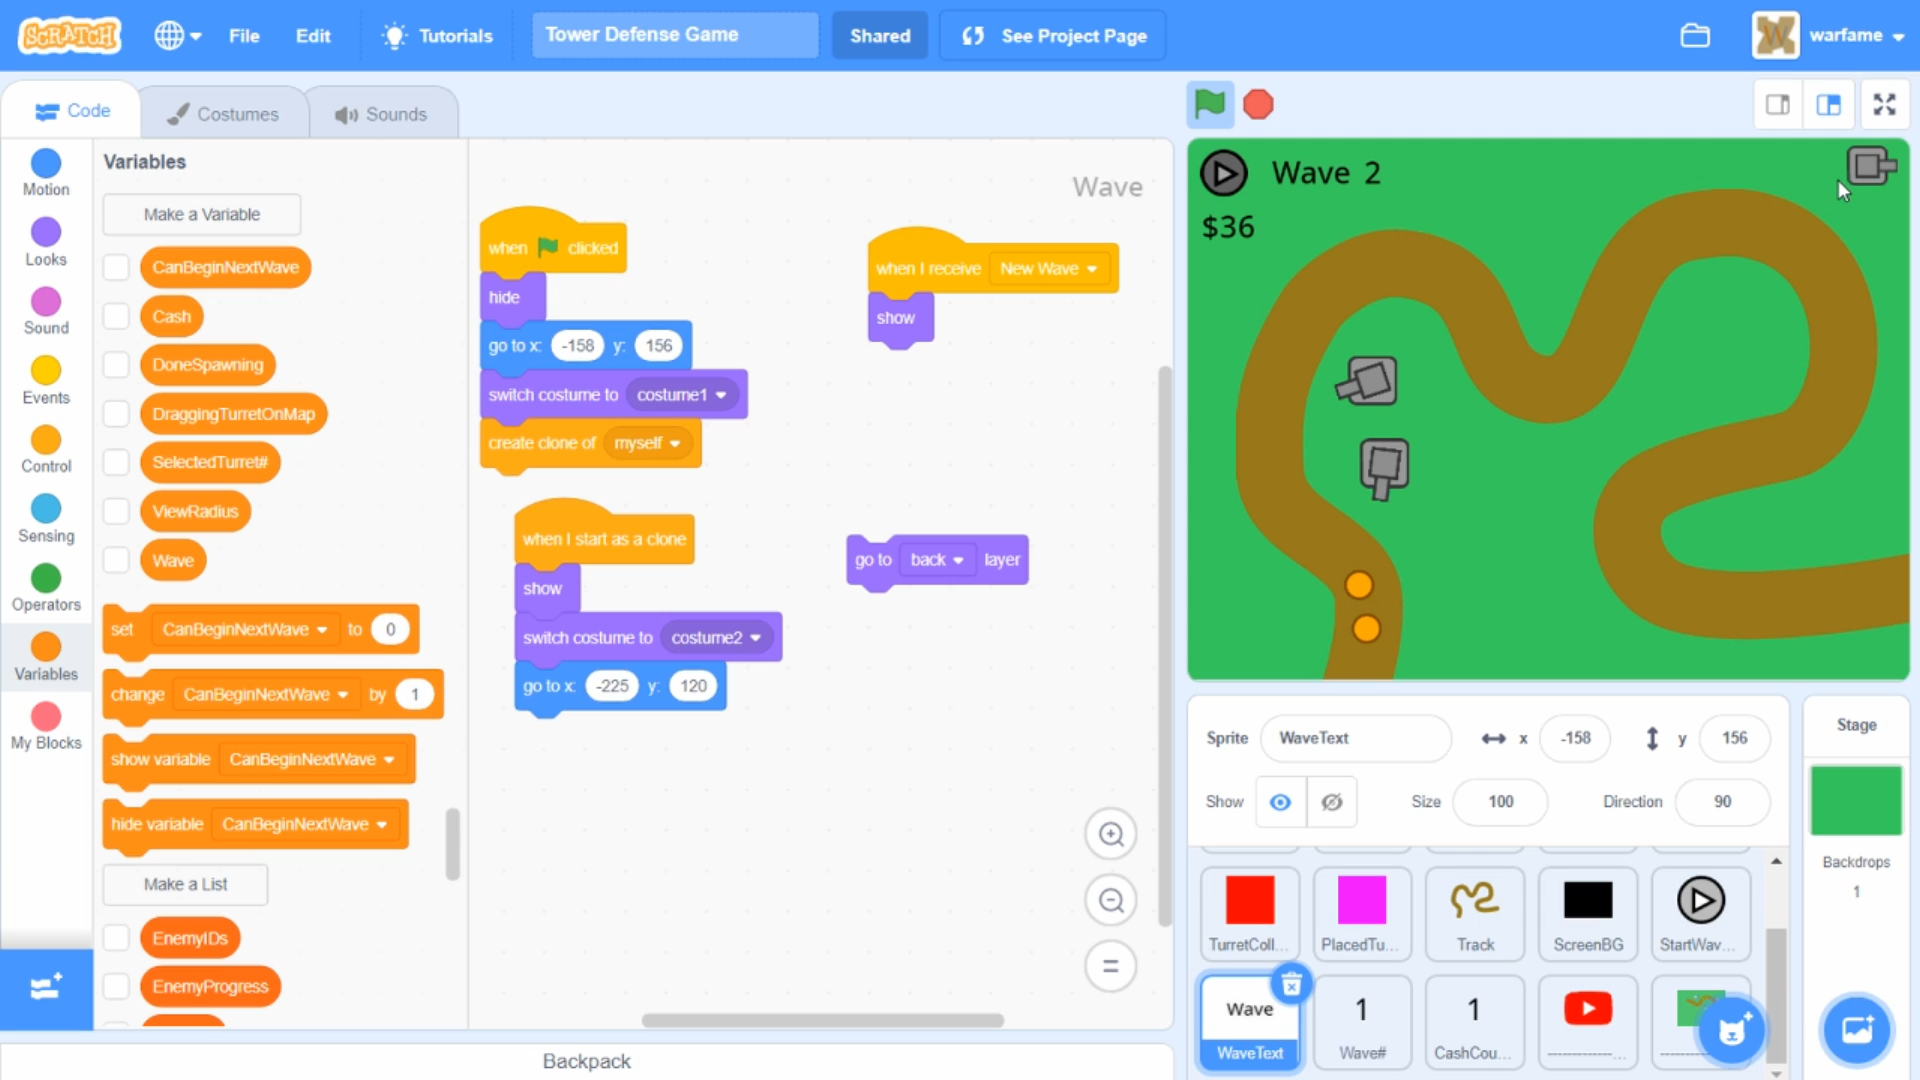 SCRATCH
File
Edit
Tutorials
Tower Defense Game
Shared
See Project Page
warfame
Code
Costumes
Sounds
Motion
Looks
Sound
Events
Control
Sensing
Operators
Variables
My Blocks
Variables
Make a Variable
CanBeginNextWave
Cash
DoneSpawning
DraggingTurretOnMap
SelectedTurret#
ViewRadius
Wave
set CanBeginNextWave to 0
change CanBeginNextWave by 1
show variable CanBeginNextWave
hide variable CanBeginNextWave
Make a List
EnemyIDs
EnemyProgress
Wave
when clicked
hide
go to x: -158 y: 156
switch costume to costume1
create clone of myself
when I start as a clone
show
switch costume to costume2
go to x: -225 y: 120
when I receive New Wave
show
go to back layer
Backpack
Wave 2
$36
Sprite WaveText x -158 y 156
Show Size 100 Direction 90
TurretColl...
PlacedTu...
Track
ScreenBG
StartWav...
Wave
WaveText
1
Wave#
1
CashCou...
-------------...
Stage
Backdrops
1